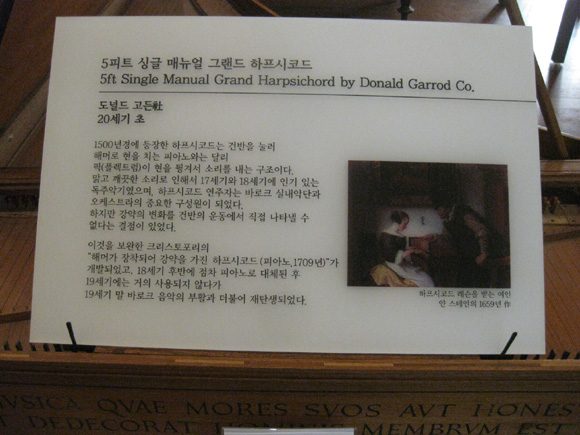 5피트 싱글 매뉴얼 그랜드 하프시코드
5ft Single Manual Grand Harpsichord by Donald Garrod Co.
도널드 고든社
20세기 초
1500년경에 등장한 하프시코드는 건반을 눌러
해머로 현을 치는 피아노와는 달리
픽(플렉트럼)이 현을 튕겨서 소리를 내는 구조이다.
맑고 깨끗한 소리로 인해서 17세기와 18세기에 인기 있는
독주악기였으며, 하프시코드 연주자는 바로크 실내악단과
오케스트라의 중요한 구성원이 되었다.
하지만 강약의 변화를 건반의 운동에서 직접 나타낼 수
없다는 결점이 있었다.
이것을 보완한 크리스토포리의
"해머가 장착되어 강약을 가진 하프시코드(피아노,1709년)"가
개발되었고, 18세기 후반에 점차 피아노로 대체된 후
19세기에는 거의 사용되지 않다가
19세기 말 바로크 음악의 부활과 더불어 재탄생되었다.
하프시코드 레슨을 받는 여인
얀 스테인의 1659년 作
MVSICA QVAE MORES SVOS AVT HONES
DEDECORAT MEMBRVM EST